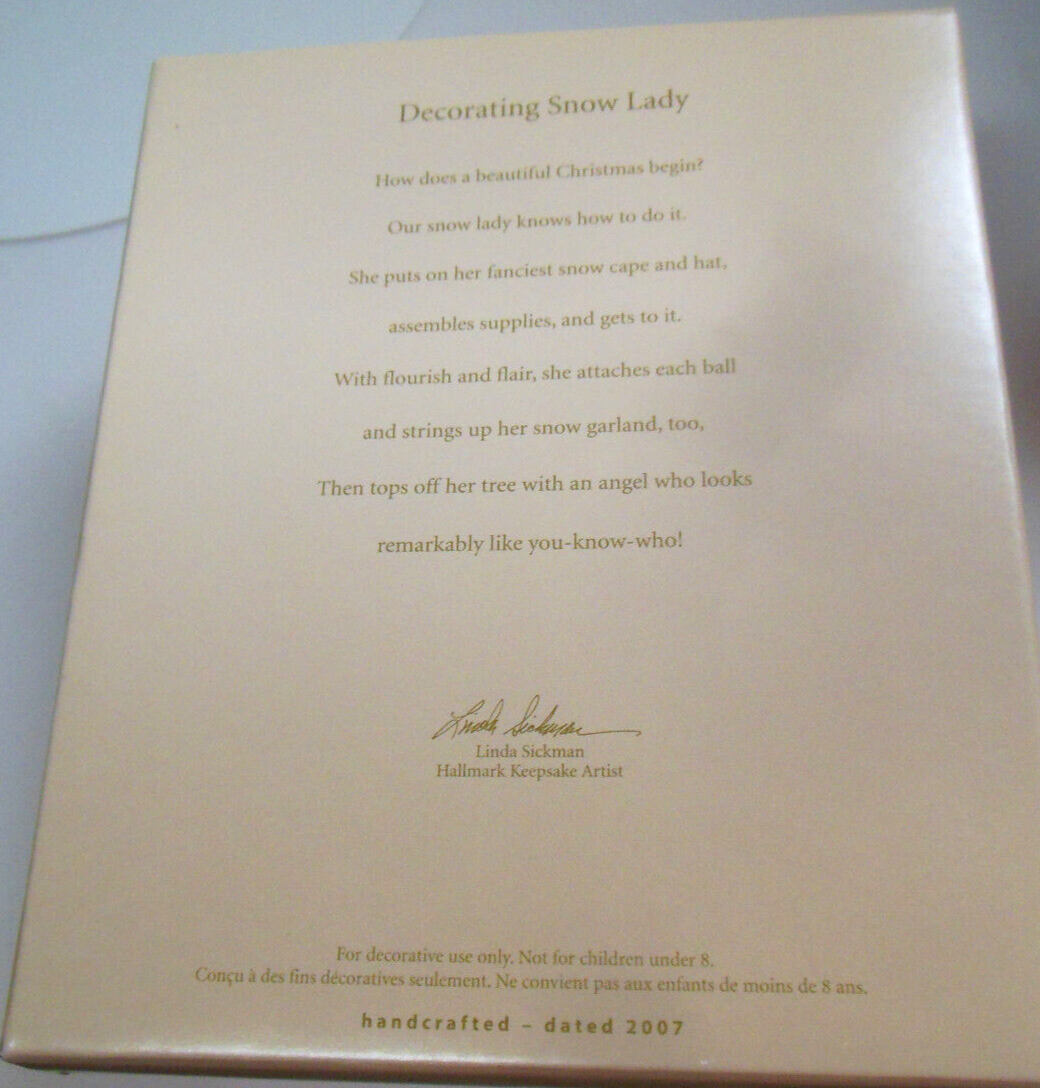 Decorating Snow Lady
How does a beautiful Christmas begin?
Our snow lady knows how to do it.
She puts on her fanciest snow cape and hat,
assembles supplies, and gets to it.
With flourish and flair, she attaches each ball
and strings up her snow garland, too,
Then tops off her tree with an angel who looks
remarkably like you-know-who!
Linda Sickman
Linda Sickman
Hallmark Keepsake Artist
For decorative use only. Not for children under 8.
Conçu à des fins décoratives seulement. Ne convient pas aux enfants de moins de 8 ans.
handcrafted – dated 2007